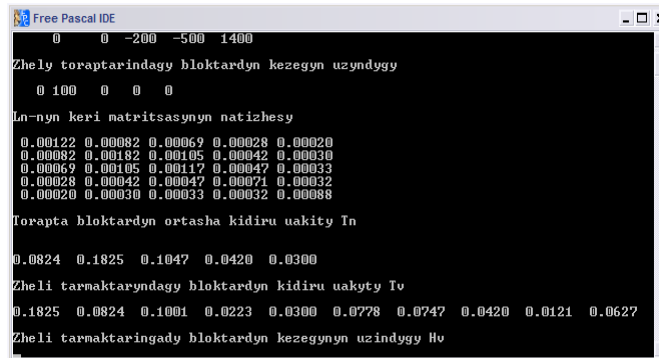 Free Pascal IDE
0 0 -200 -500 1400
Zhely toraptarindagy bloktardyn kezegyn uzyndygy
0 100 0 0 0
Ln-nyn keri matritsasynyn natizhesy
0.00122 0.00082 0.00069 0.00028 0.00020
0.00082 0.00182 0.00105 0.00042 0.00030
0.00069 0.00105 0.00117 0.00047 0.00033
0.00028 0.00042 0.00047 0.00071 0.00032
0.00020 0.00030 0.00033 0.00032 0.00088
Torapta bloktardyn ortasha kidiru uakity Tn
0.0824 0.1825 0.1047 0.0420 0.0300
Zheli tarmaktaryndagy bloktardyn kidiru uakyty Tv
0.1825 0.0824 0.1001 0.0223 0.0300 0.0778 0.0747 0.0420 0.0121 0.0627
Zheli tarmaktaringady bloktardyn kezegynyn uzindygy Hv